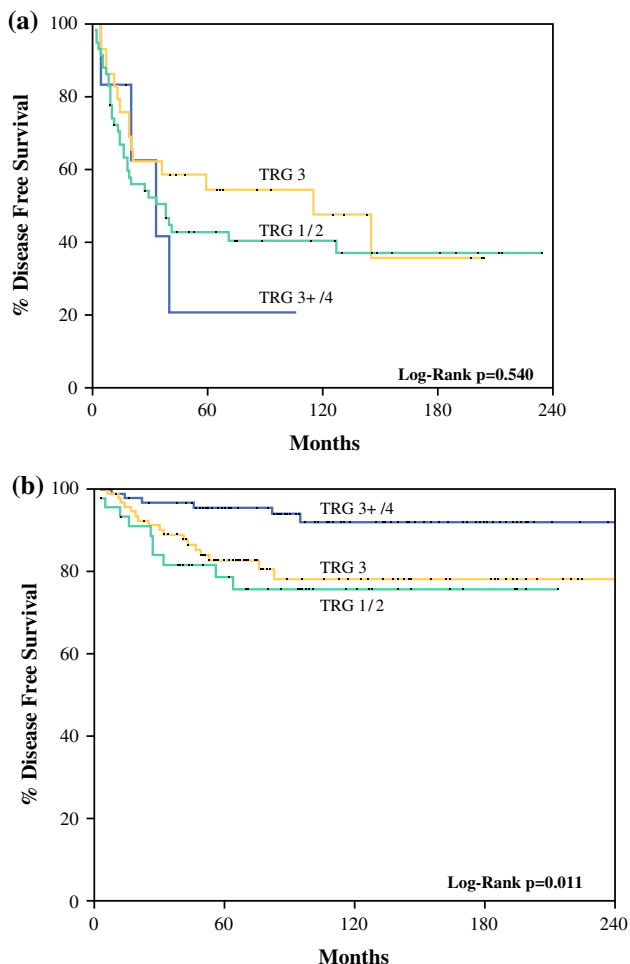 (a)
% Disease Free Survival
100
80
60
40
20
0
TRG 3
TRG 1/2
TRG 3+/4
Log-Rank p=0.540
0 60 120 180 240
Months
(b)
% Disease Free Survival
100
80
60
40
20
0
TRG 3+/4
TRG 3
TRG 1/2
Log-Rank p=0.011
0 60 120 180 240
Months